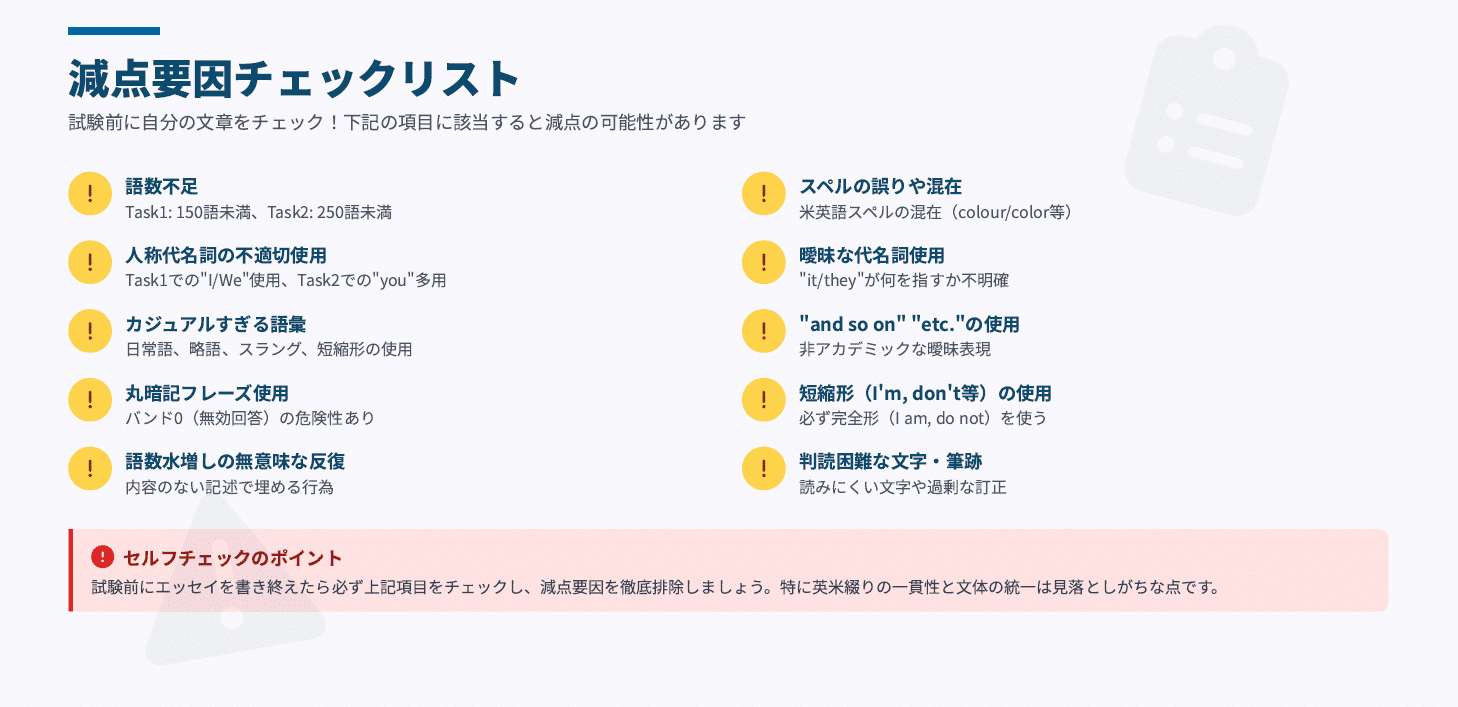 減点要因チェックリスト
試験前に自分の文章をチェック！下記の項目に該当すると減点の可能性があります
語数不足
Task1: 150語未満、Task2: 250語未満
人称代名詞の不適切使用
Task1での"I/We"使用、Task2での"you"多用
カジュアルすぎる語彙
日常語、略語、スラング、短縮形の使用
丸暗記フレーズ使用
バンド0（無効回答）の危険性あり
語数水増しの無意味な反復
内容のない記述で埋める行為
スペルの誤りや混在
米英語スペルの混在（colour/color等）
曖昧な代名詞使用
"it/they"が何を指すか不明確
"and so on" "etc."の使用
非アカデミックな曖昧表現
短縮形（I'm, don't等）の使用
必ず完全形（I am, do not）を使う
判読困難な文字・筆跡
読みにくい文字や過剰な訂正
セルフチェックのポイント
試験前にエッセイを書き終えたら必ず上記項目をチェックし、減点要因を徹底排除しましょう。特に英米綴りの一貫性と文体の統一は見落としがちな点です。